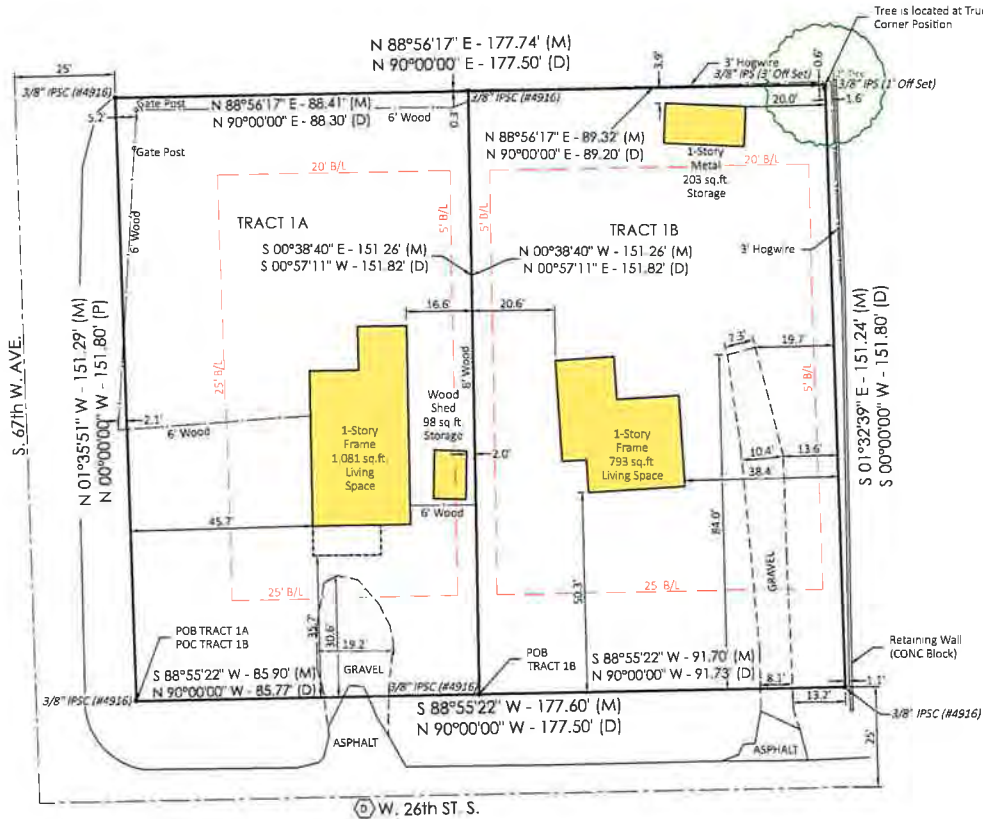 Tree is located at Tru
Corner Position
N 88°56'17" E - 177.74' (M)
N 90°00'00" E - 177.50' (D)
25'
3.9'
3' Hogwire
3/8" IPS (3' Off Set)
0.6'
3/8" IPS (1' Off Set)
3/8" IPSC (#4916)
Gate Post
N 88°56'17" E - 88.41' (M)
N 90°00'00" E - 88.30' (D)
6' Wood
0.3'
3/8" IPSC (#4916)
20.0'
1.6'
5.2'
Gate Post
N 88°56'17" E - 89.32' (M)
N 90°00'00" E - 89.20' (D)
1-Story
Metal
203 sq.ft.
Storage
20' B/L
20' B/L
6' Wood
TRACT 1A
5' B/L
5' B/L
TRACT 1B
S 00°38'40" E - 151.26' (M)
S 00°57'11" W - 151.82' (D)
N 00°38'40" W - 151.26' (M)
N 00°57'11" E - 151.82' (D)
3' Hogwire
S. 67th W. AVE.
N 01°35'51" W - 151.29' (M)
N 00°00'00" W - 151.80' (P)
S 01°32'39" E - 151.24' (M)
S 00°00'00" W - 151.80' (D)
16.6'
20.6'
7.3'
19.7'
25' B/L
8' Wood
5' B/L
2.1'
6' Wood
Wood
Shed
98 sq ft
Storage
1-Story
Frame
1,081 sq.ft.
Living
Space
1-Story
Frame
793 sq.ft
Living Space
2.0'
10.4'
13.6'
38.4'
6' Wood
45.7'
84.0'
GRAVEL
25' B/L
50.3'
25 B/L
35.7'
30.6'
19.2'
GRAVEL
POB TRACT 1A
POC TRACT 1B
POB
TRACT 1B
Retaining Wall
(CONC Block)
S 88°55'22" W - 85.90' (M)
N 90°00'00" W - 85.77' (D)
S 88°55'22" W - 91.70' (M)
N 90°00'00" W - 91.73' (D)
8.1'
1.1'
3/8" IPSC (#4916)
3/8" IPSC (#4916)
13.2'
3/8" IPSC (#4916)
S 88°55'22" W - 177.60' (M)
N 90°00'00" W - 177.50' (D)
25'
ASPHALT
ASPHALT
D W. 26th ST. S.